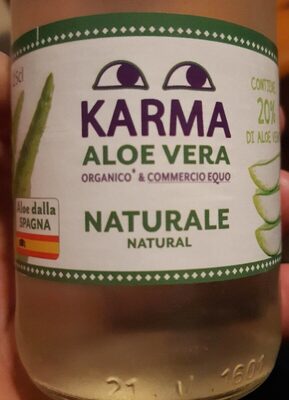 KARMA
ALOE VERA
ORGANICO* & COMMERCIO EQUO
NATURALE
NATURAL
Aloe dalla
SPAGNA
CONTIENE
20%
DI ALOE VERA